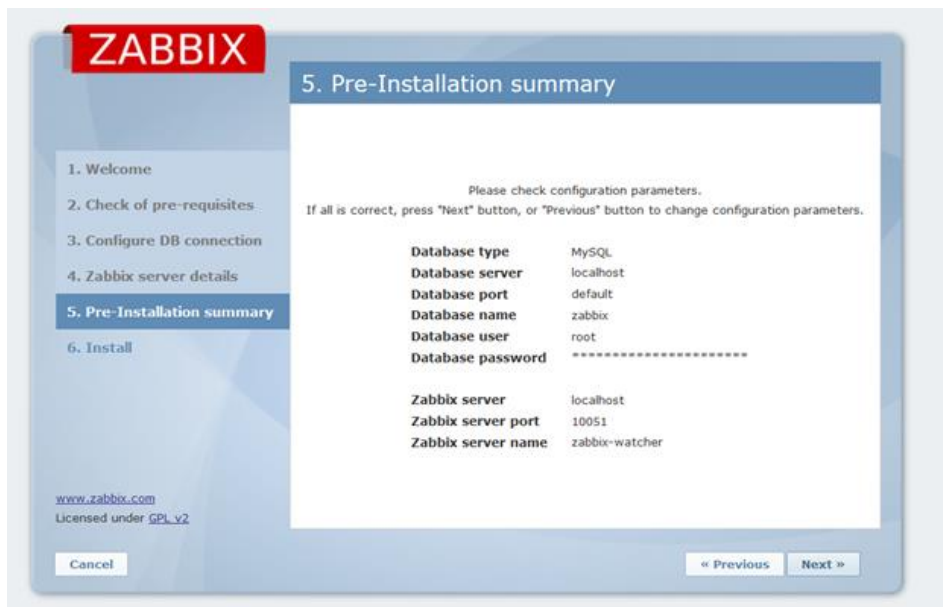 ZABBIX
5. Pre-Installation summary
1. Welcome
2. Check of pre-requisites
3. Configure DB connection
4. Zabbix server details
5. Pre-Installation summary
6. Install
Please check configuration parameters.
If all is correct, press "Next" button, or "Previous" button to change configuration parameters.
Database type MySQL
Database server localhost
Database port default
Database name zabbix
Database user root
Database password ***********************
Zabbix server localhost
Zabbix server port 10051
Zabbix server name zabbix-watcher
www.zabbix.com
Licensed under GPL v2
Cancel
« Previous
Next »